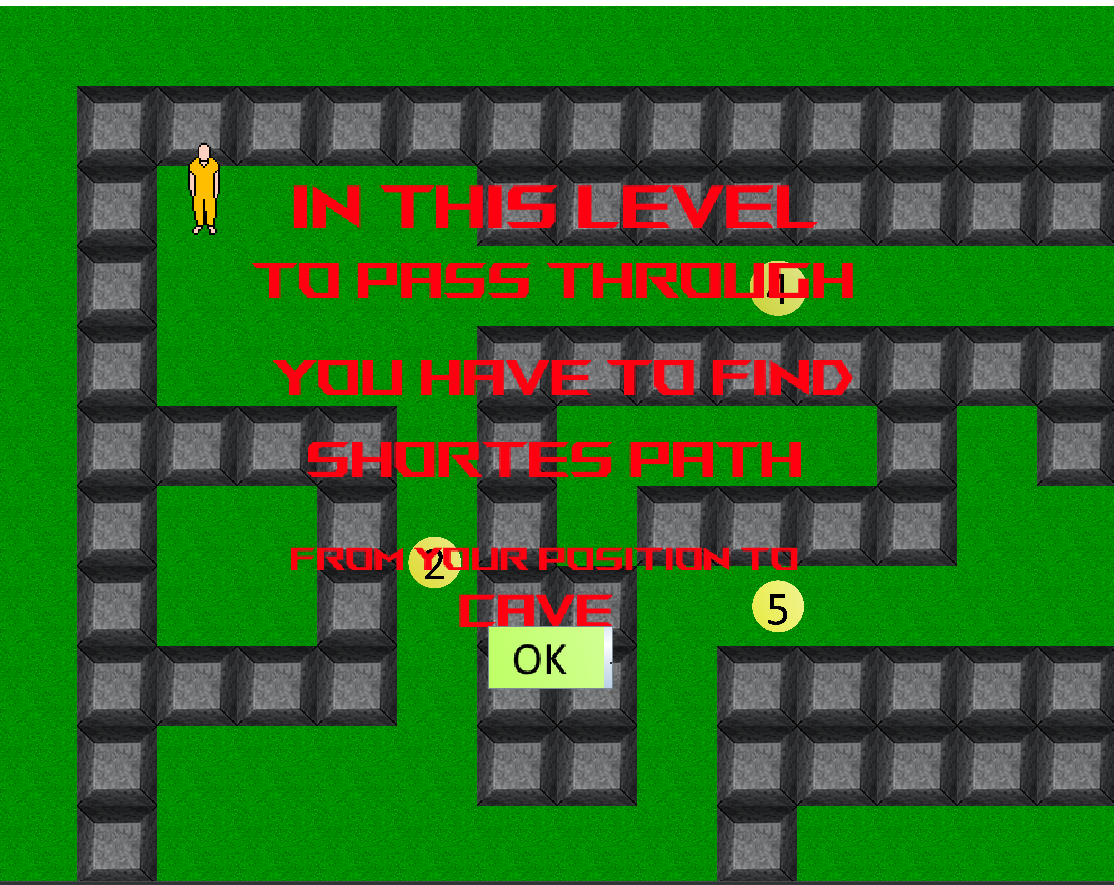 IN THIS LEVEL
TO PASS THROUGH
4
YOU HAVE TO FIND
SHORTES PATH
FROM YOUR POSITION TO
2
CAVE
5
OK